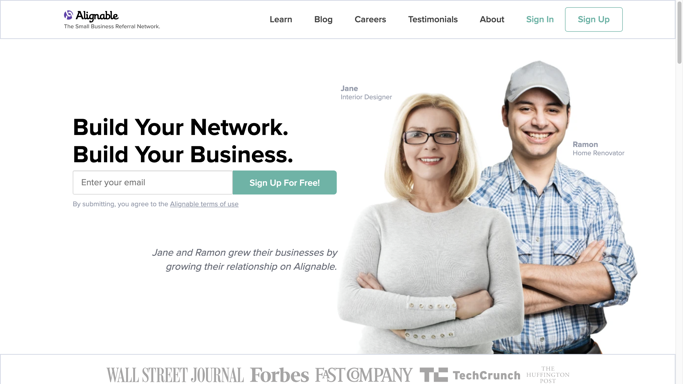 Alignable
The Small Business Referral Network.
Learn
Blog
Careers
Testimonials
About
Sign In
Sign Up
Jane
Interior Designer
Ramon
Home Renovator
Build Your Network.
Build Your Business.
Enter your email
Sign Up For Free!
By submitting, you agree to the Alignable terms of use
Jane and Ramon grew their businesses by
growing their relationship on Alignable.
WALL STREET JOURNAL
Forbes
FAST COMPANY
TC TechCrunch
THE
HUFFINGTON
POST